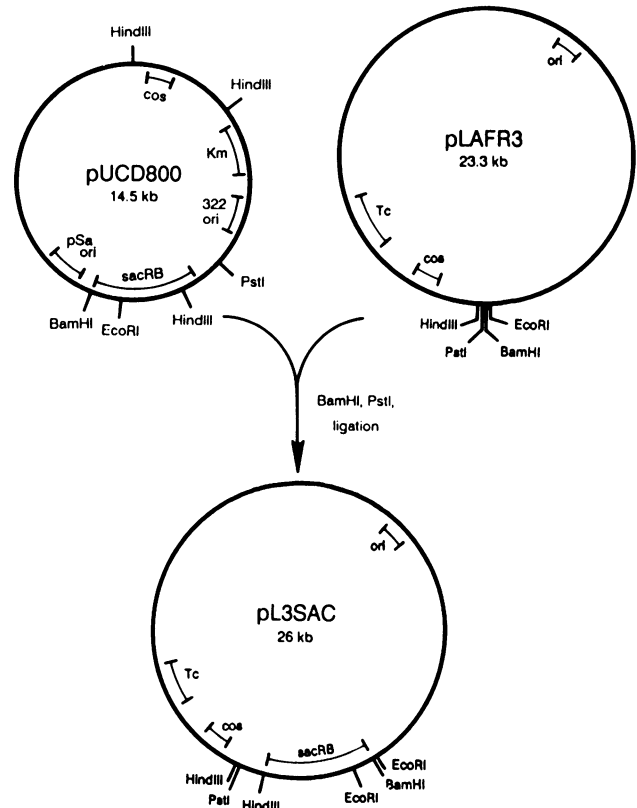 HindIII
cos
HindIII
Km
pUCD800
14.5 kb
322
ori
pSa
ori
sacRB
PstI
BamHI
EcoRI
HindIII
ori
pLAFR3
23.3 kb
Tc
cos
HindIII
EcoRI
PstI
BamHI
BamHI, PstI,
ligation
ori
pL3SAC
26 kb
Tc
cos
sacRB
HindIII
PstI
HindIII
EcoRI
BamHI
EcoRI